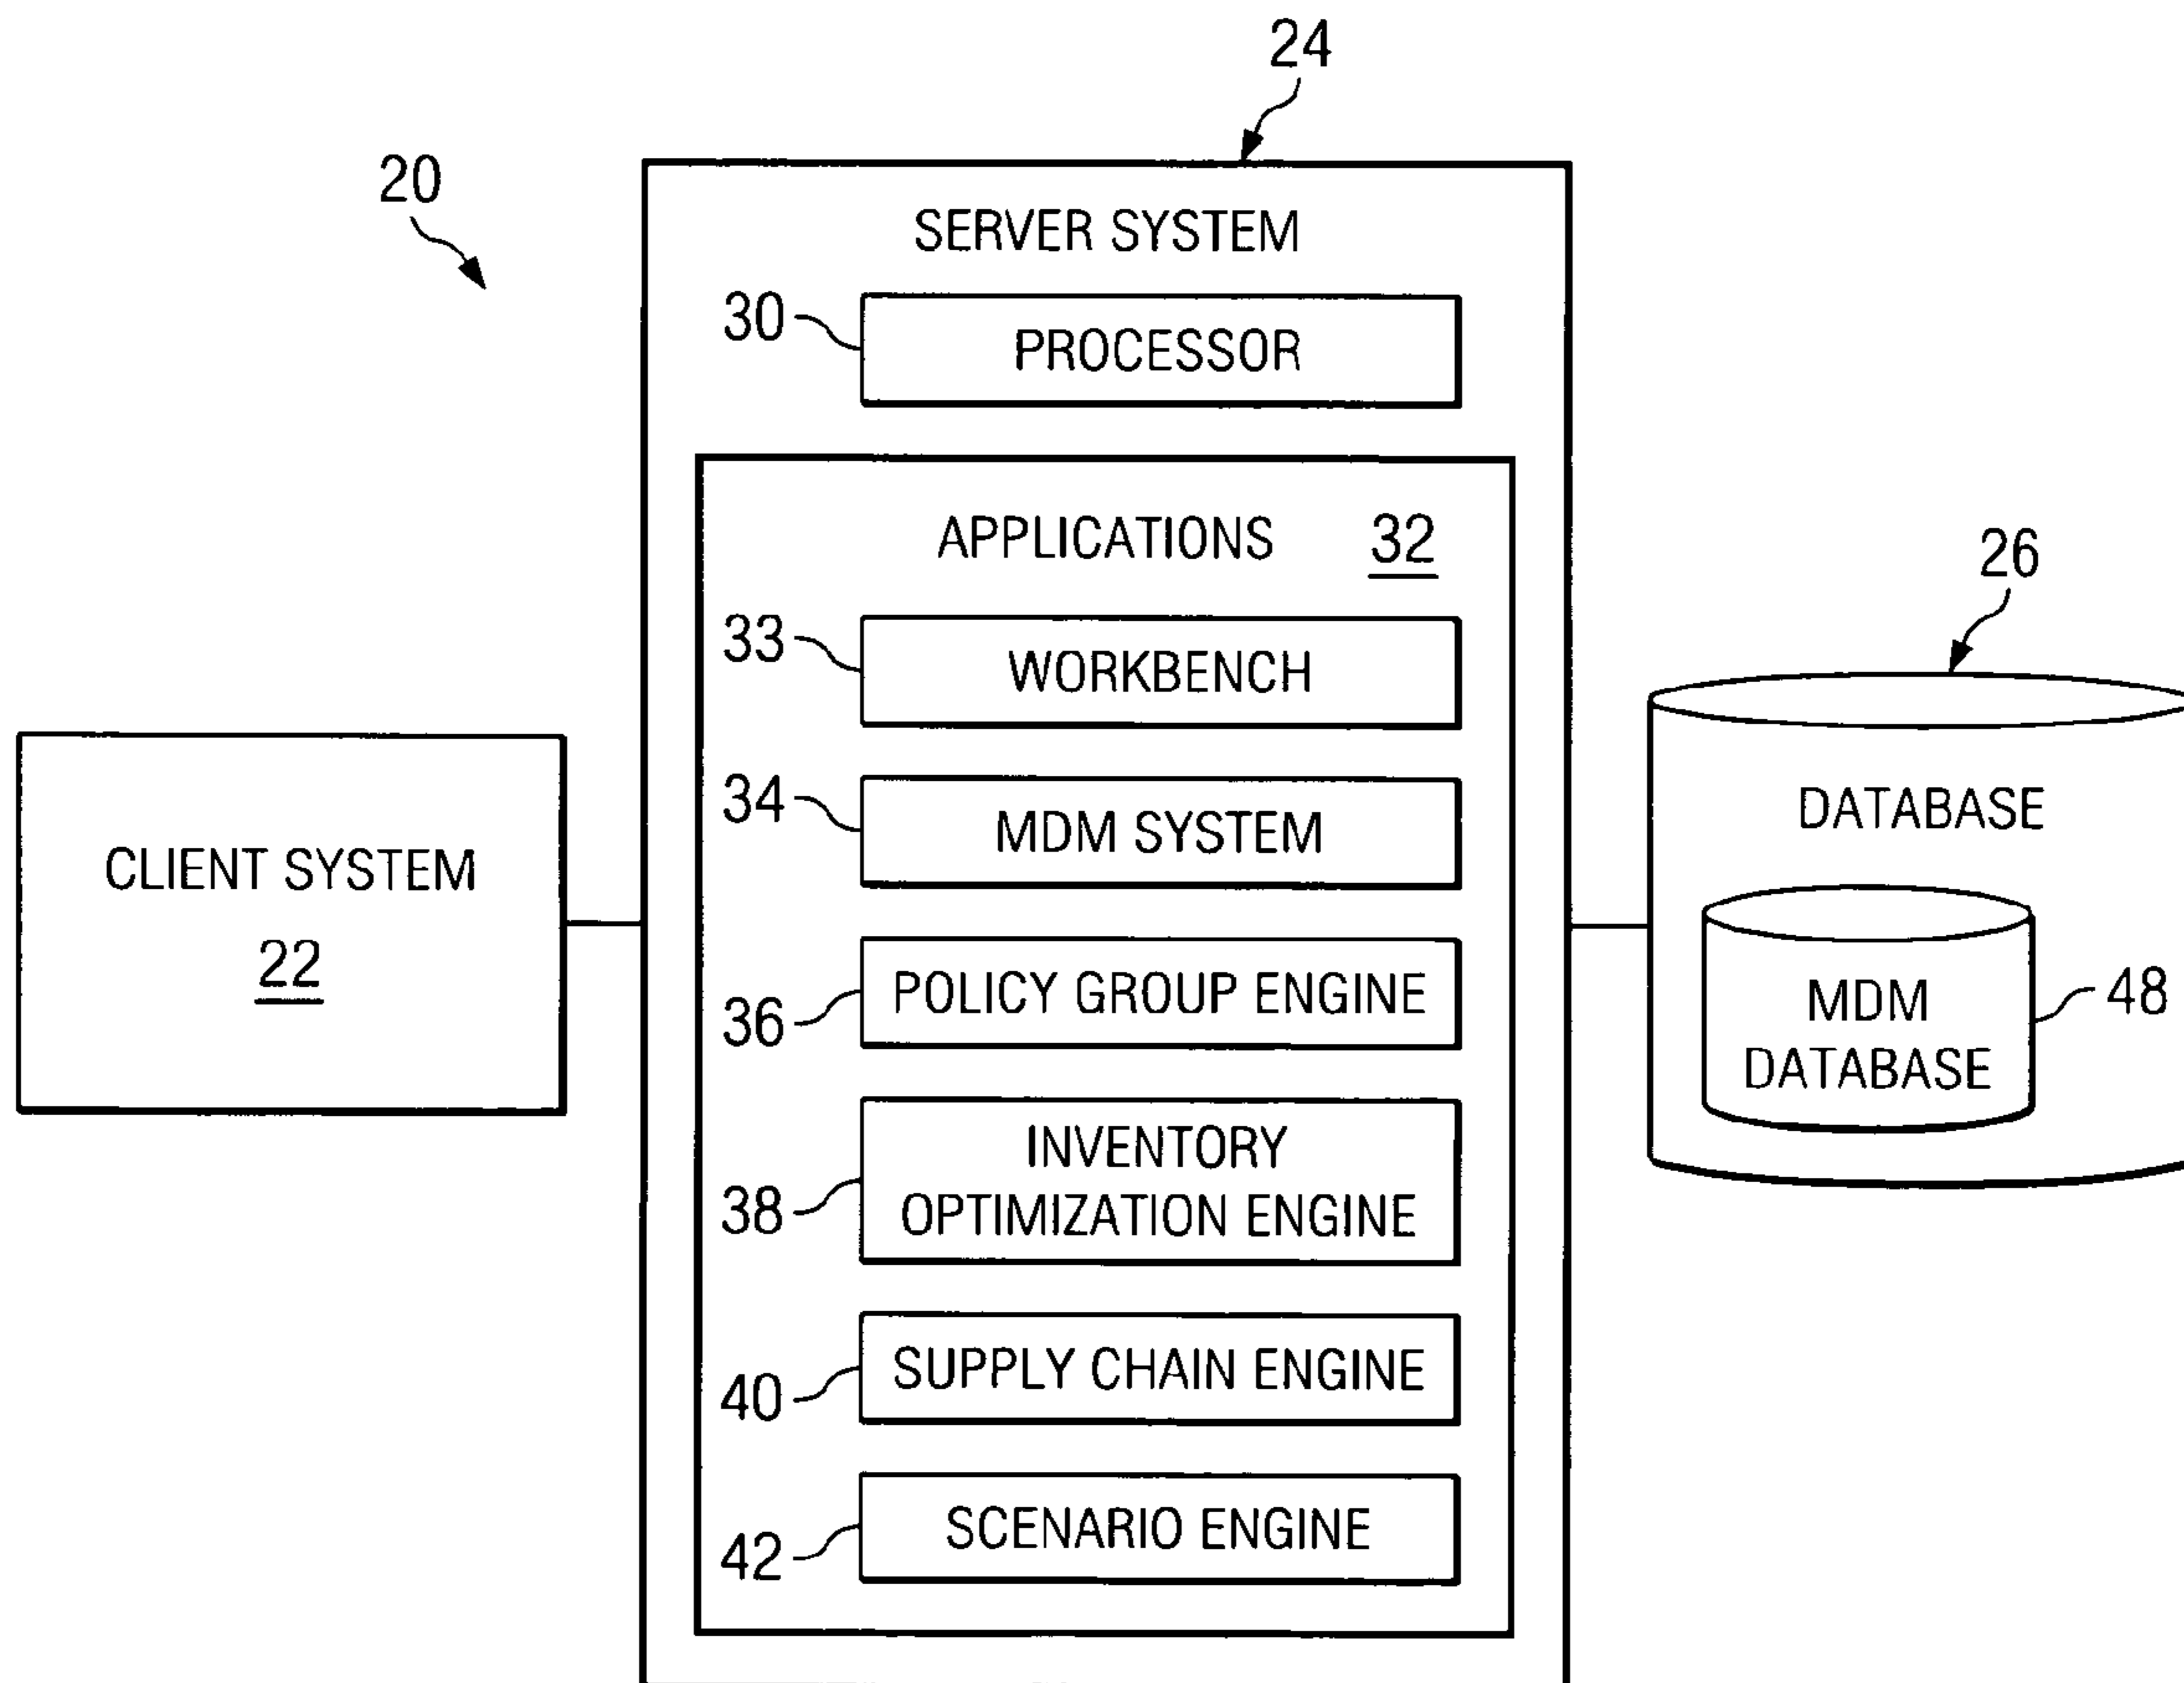 24
20
SERVER SYSTEM
30
PROCESSOR
APPLICATIONS 32
33
WORKBENCH
34
MDM SYSTEM
36
POLICY GROUP ENGINE
38
INVENTORY
OPTIMIZATION ENGINE
40
SUPPLY CHAIN ENGINE
42
SCENARIO ENGINE
CLIENT SYSTEM
22
26
DATABASE
MDM
DATABASE
48